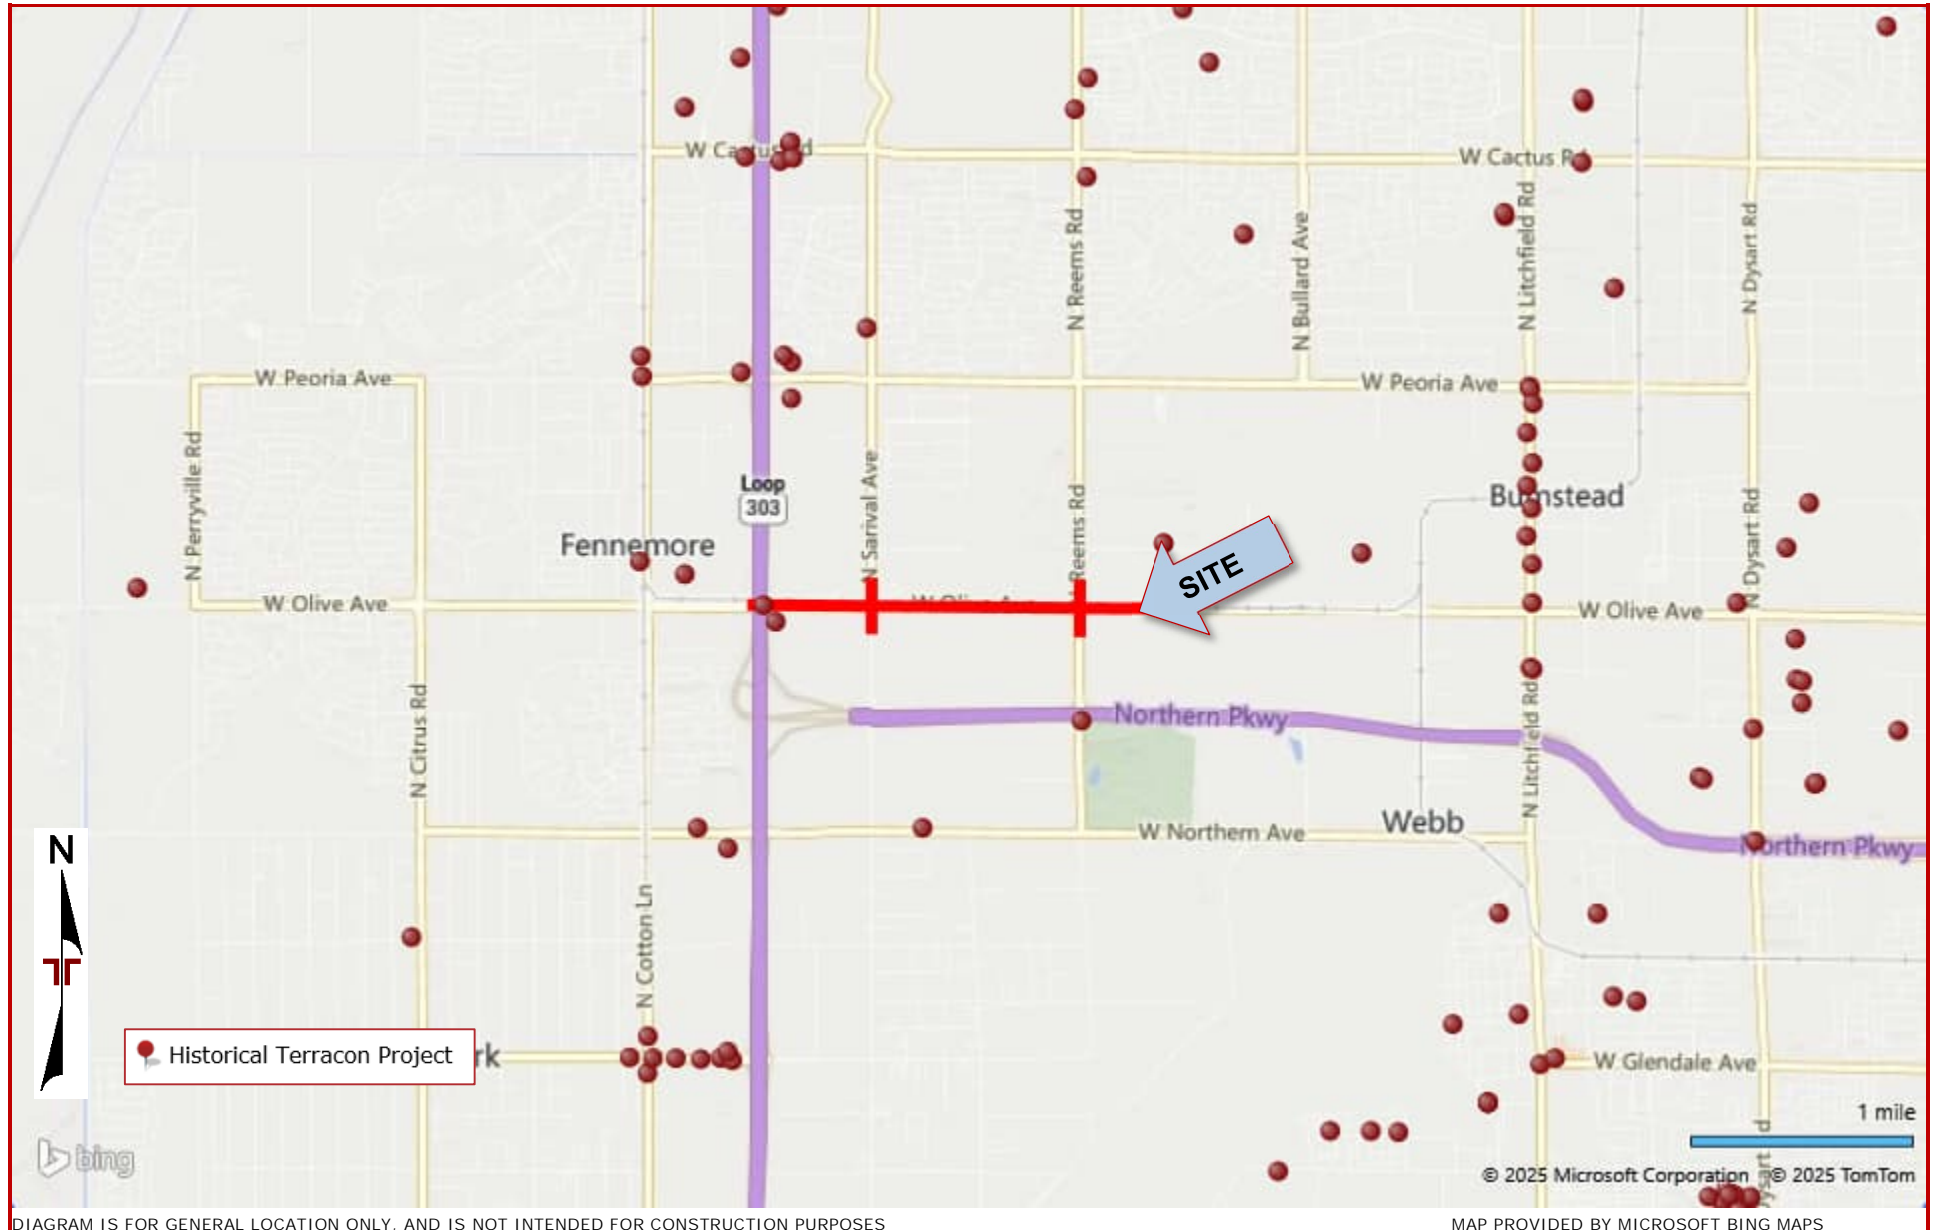 W Cactus Rd
W Cactus R
N Reems Rd
N Bullard Ave
N Litchfield Rd
N Dysart Rd
W Peoria Ave
W Peoria Ave
N Perryville Rd
Loop
303
N Sarival Ave
Reems Rd
Bumstead
N Dysart Rd
Fennemore
SITE
W Olive Ave
W Olive Ave
W Olive Ave
N Citrus Rd
Northern Pkwy
N Litchfield Rd
W Northern Ave
Webb
Northern Pkwy
N
N Cotton Ln
Historical Terracon Project
rk
W Glendale Ave
1 mile
bing
© 2025 Microsoft Corporation © 2025 TomTom
DIAGRAM IS FOR GENERAL LOCATION ONLY, AND IS NOT INTENDED FOR CONSTRUCTION PURPOSES
MAP PROVIDED BY MICROSOFT BING MAPS